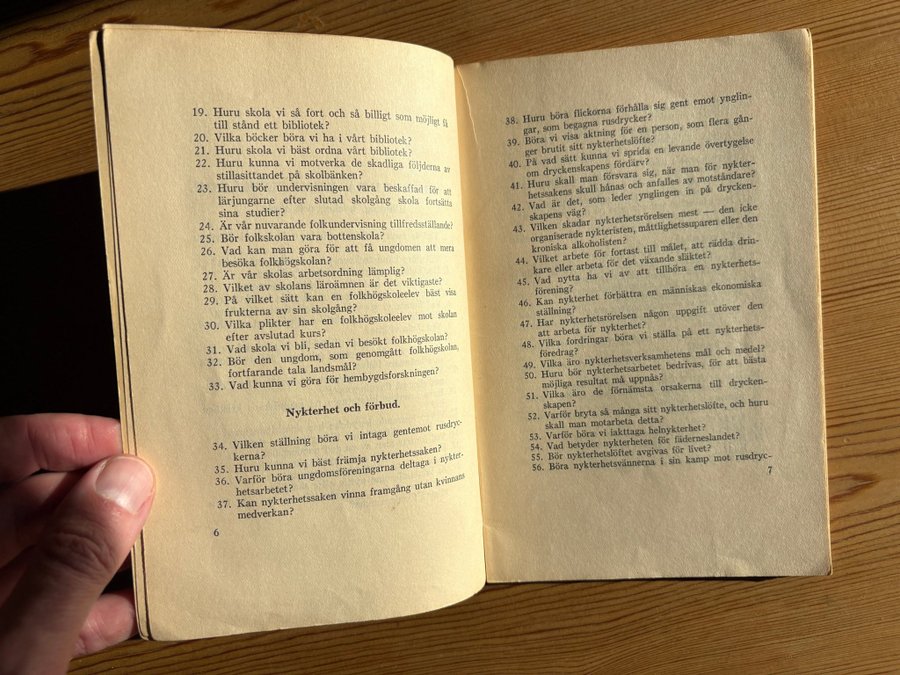 19. Huru skola vi så fort och så billigt som möjligt få
till stånd ett bibliotek?
20. Vilka böcker böra vi ha i vårt bibliotek?
21. Huru skola vi bäst ordna vårt bibliotek?
22. Huru kunna vi motverka de skadliga följderna av
stillasittandet på skolbänken?
23. Huru bör undervisningen vara beskaffad för att
lärjungarne efter slutad skolgång skola fortsätta
sina studier?
24. Är vår nuvarande folkundervisning tillfredsställande?
25. Bör folkskolan vara bottenskola?
26. Vad kan man göra för att få ungdomen att mera
besöka folkhögskolan?
27. Är vår skolas arbetsordning lämplig?
28. Vilket av skolans läroämnen är det viktigaste?
29. På vilket sätt kan en folkhögskoleelev bäst visa
frukterna av sin skolgång?
30. Vilka plikter har en folkhögskoleelev mot skolan
efter avslutad kurs?
31. Vad skola vi bli, sedan vi besökt folkhögskolan?
32. Bör den ungdom, som genomgått folkhögskolan,
fortfarande tala landsmål?
33. Vad kunna vi göra för hembygdsforskningen?
Nykterhet och förbud.
34. Vilken ställning böra vi intaga gentemot rusdryc-
kerna?
35. Huru kunna vi bäst främja nykterhetssaken?
36. Varför böra ungdomsföreningarna deltaga i nykter-
hetsarbetet?
37. Kan nykterhetssaken vinna framgång utan kvinnans
medverkan?
6
38. Huru böra flickorna förhålla sig gent emot ynglin-
gar, som begagna rusdrycker?
39. Böra vi visa aktning för en person, som flera gån-
ger brutit sitt nykterhetslöfte?
40. På vad sätt kunna vi sprida en levande övertygelse
om dryckenskapens fördärv?
41. Huru skall man försvara sig, när man för nykter-
hetssakens skull hånas och anfalles av motståndare?
42. Vad är det, som leder ynglingen in på drycken-
skapens väg?
43. Vilken skadar nykterhetsrörelsen mest — den icke
organiserade nykteristen, måttlighetssuparen eller den
kroniska alkoholisten?
44. Vilket arbete för fortast till målet, att rädda drin-
kare eller arbeta för det växande släktet?
45. Vad nytta ha vi av att tillhöra en nykterhets-
förening?
46. Kan nykterhet förbättra en människas ekonomiska
ställning?
47. Har nykterhetsrörelsen någon uppgift utöver den
att arbeta för nykterhet?
48. Vilka fordringar böra vi ställa på ett nykterhets-
föredrag?
49. Vilka äro nykterhetsverksamhetens mål och medel?
50. Huru bör nykterhetsarbetet bedrivas, för att bästa
möjliga resultat må uppnås?
51. Vilka äro de förnämsta orsakerna till drycken-
skapen?
52. Varför bryta så många sitt nykterhetslöfte, och huru
skall man motarbeta detta?
53. Varför böra vi iakttaga helnykterhet?
54. Vad betyder nykterheten för fäderneslandet?
55. Bör nykterhetslöftet avgivas för livet?
56. Böra nykterhetsvännerna i sin kamp mot rusdryc-
7